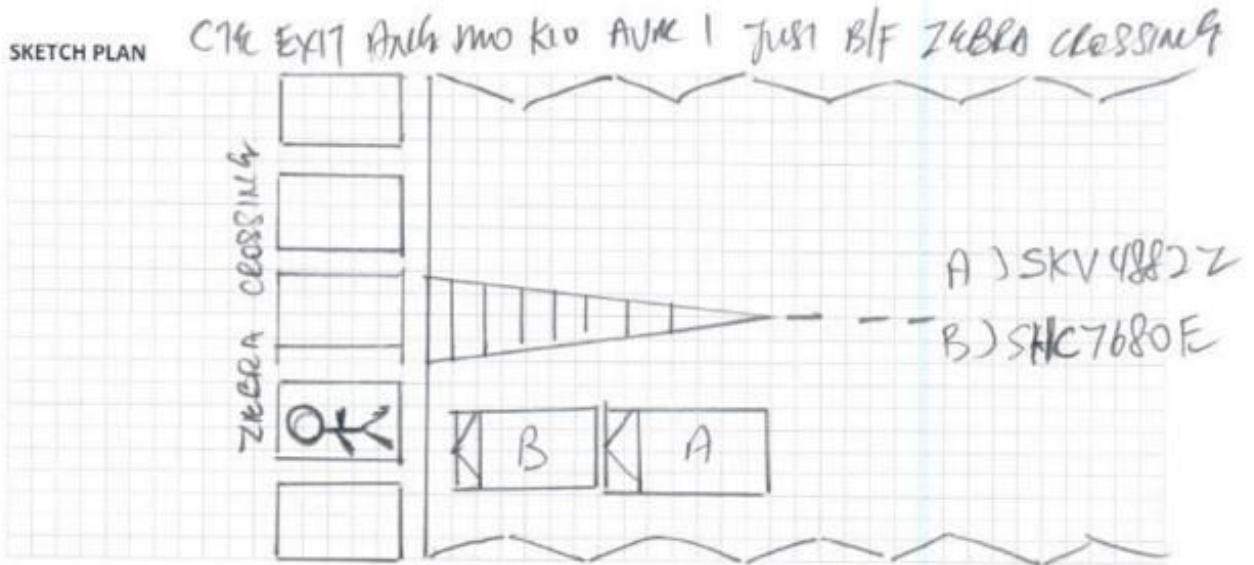 SKETCH PLAN
CTE EXIT ANG MO KIO AVE 1 JUST B/F ZEBRA CROSSING
ZEBRA CROSSING
A) SKV4882Z
B) SHC7680E
B
A